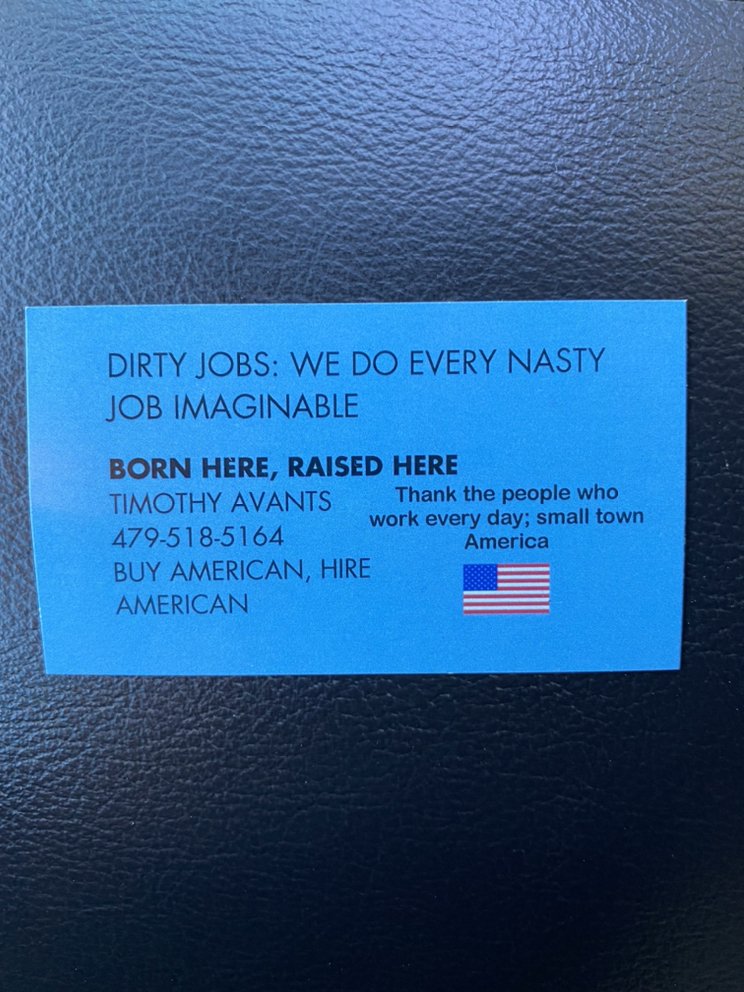 DIRTY JOBS: WE DO EVERY NASTY
JOB IMAGINABLE
BORN HERE, RAISED HERE
TIMOTHY AVANTS
479-518-5164
BUY AMERICAN, HIRE
AMERICAN
Thank the people who
work every day; small town
America